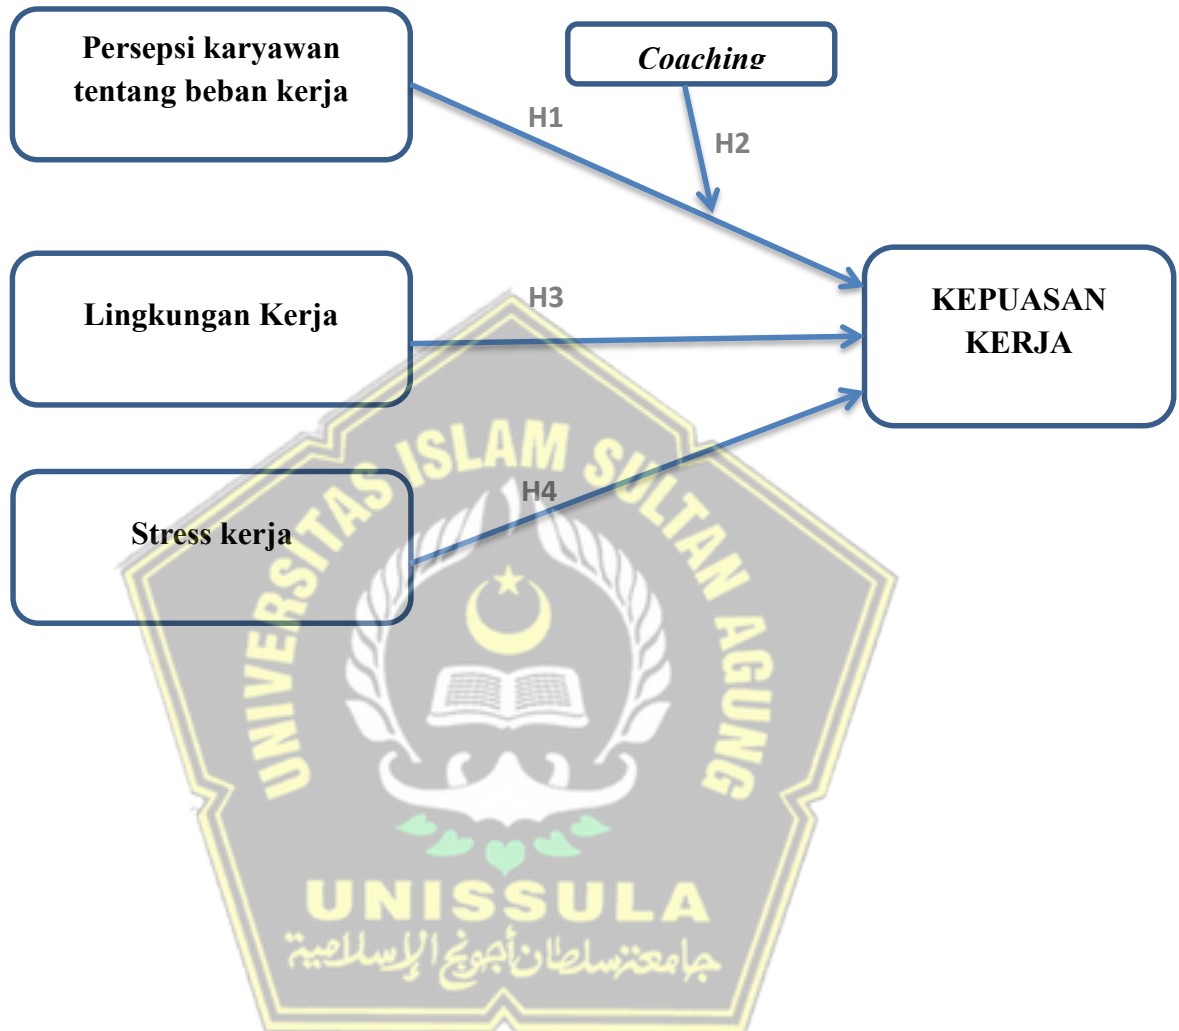 Persepsi karyawan
tentang beban kerja
Coaching
H1
H2
Lingkungan Kerja
H3
KEPUASAN
KERJA
Stress kerja
H4
UNIVERSITAS ISLAM SULTAN AGUNG
UNISSULA
جامعة سلطان أجونج الإسلامية